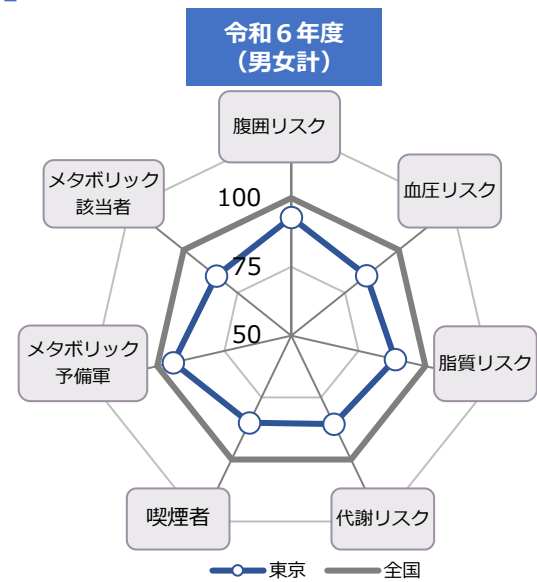 令和６年度
（男女計）
腹囲リスク
メタボリック
該当者
血圧リスク
100
75
50
メタボリック
予備軍
脂質リスク
喫煙者
代謝リスク
東京
全国